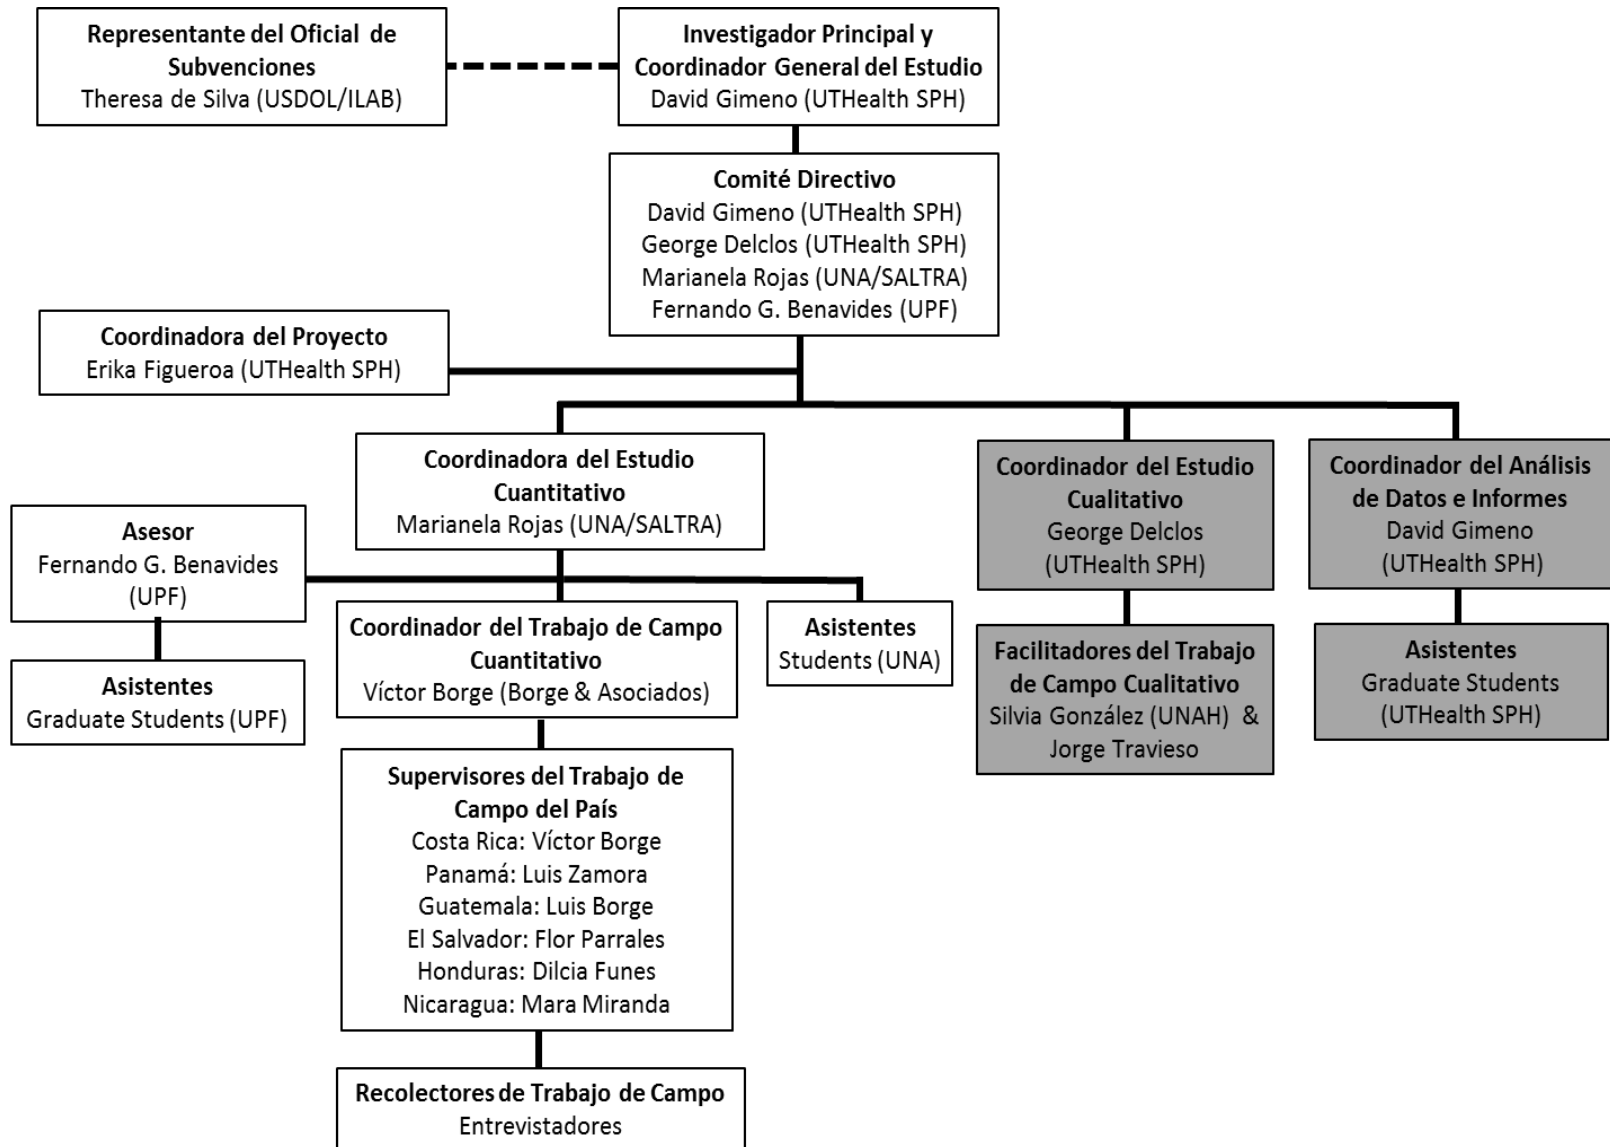 Representante del Oficial de
Subvenciones
Theresa de Silva (USDOL/ILAB)
Investigador Principal y
Coordinador General del Estudio
David Gimeno (UTHealth SPH)
Comité Directivo
David Gimeno (UTHealth SPH)
George Delclos (UTHealth SPH)
Marianela Rojas (UNA/SALTRA)
Fernando G. Benavides (UPF)
Coordinadora del Proyecto
Erika Figueroa (UTHealth SPH)
Coordinadora del Estudio
Cuantitativo
Marianela Rojas (UNA/SALTRA)
Coordinador del Estudio
Cualitativo
George Delclos
(UTHealth SPH)
Coordinador del Análisis
de Datos e Informes
David Gimeno
(UTHealth SPH)
Asesor
Fernando G. Benavides
(UPF)
Asistentes
Graduate Students (UPF)
Coordinador del Trabajo de Campo
Cuantitativo
Víctor Borge (Borge & Asociados)
Asistentes
Students (UNA)
Facilitadores del Trabajo
de Campo Cualitativo
Silvia González (UNAH) &
Jorge Travieso
Asistentes
Graduate Students
(UTHealth SPH)
Supervisores del Trabajo de
Campo del País
Costa Rica: Víctor Borge
Panamá: Luis Zamora
Guatemala: Luis Borge
El Salvador: Flor Parrales
Honduras: Dilcia Funes
Nicaragua: Mara Miranda
Recolectores de Trabajo de Campo
Entrevistadores